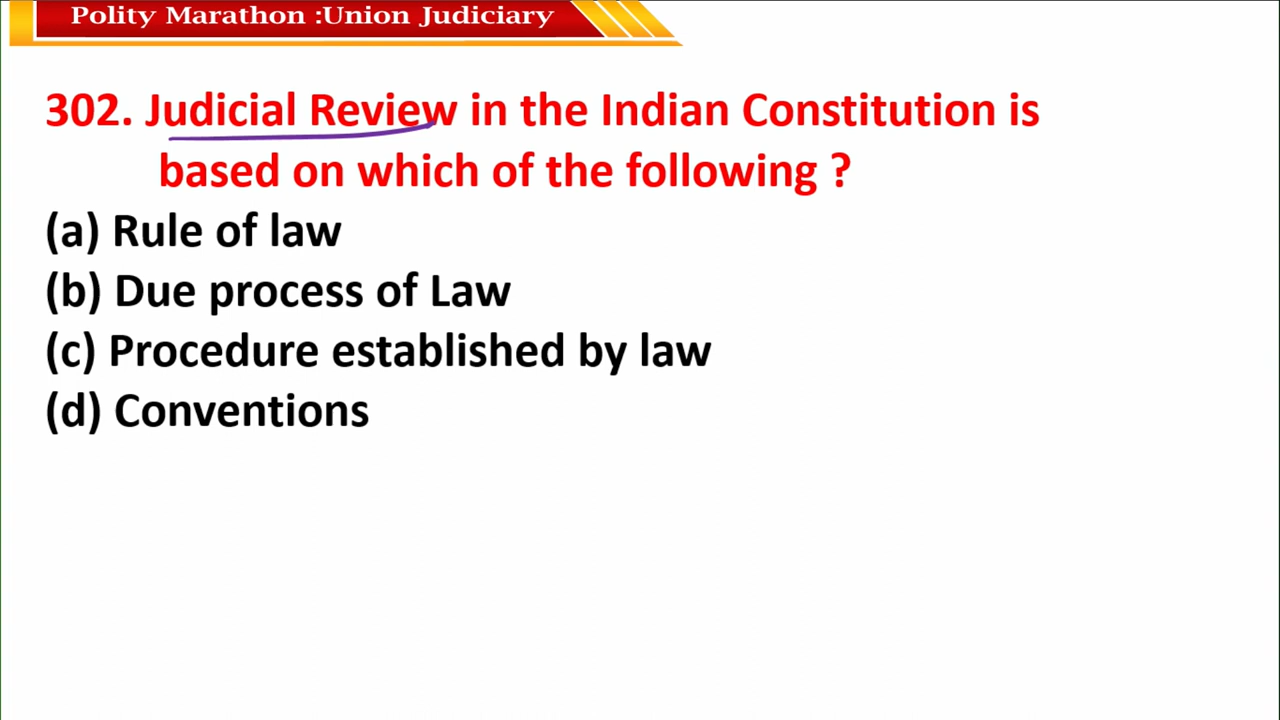 Polity Marathon :Union Judiciary
302. Judicial Review in the Indian Constitution is
based on which of the following ?
(a) Rule of law
(b) Due process of Law
(c) Procedure established by law
(d) Conventions